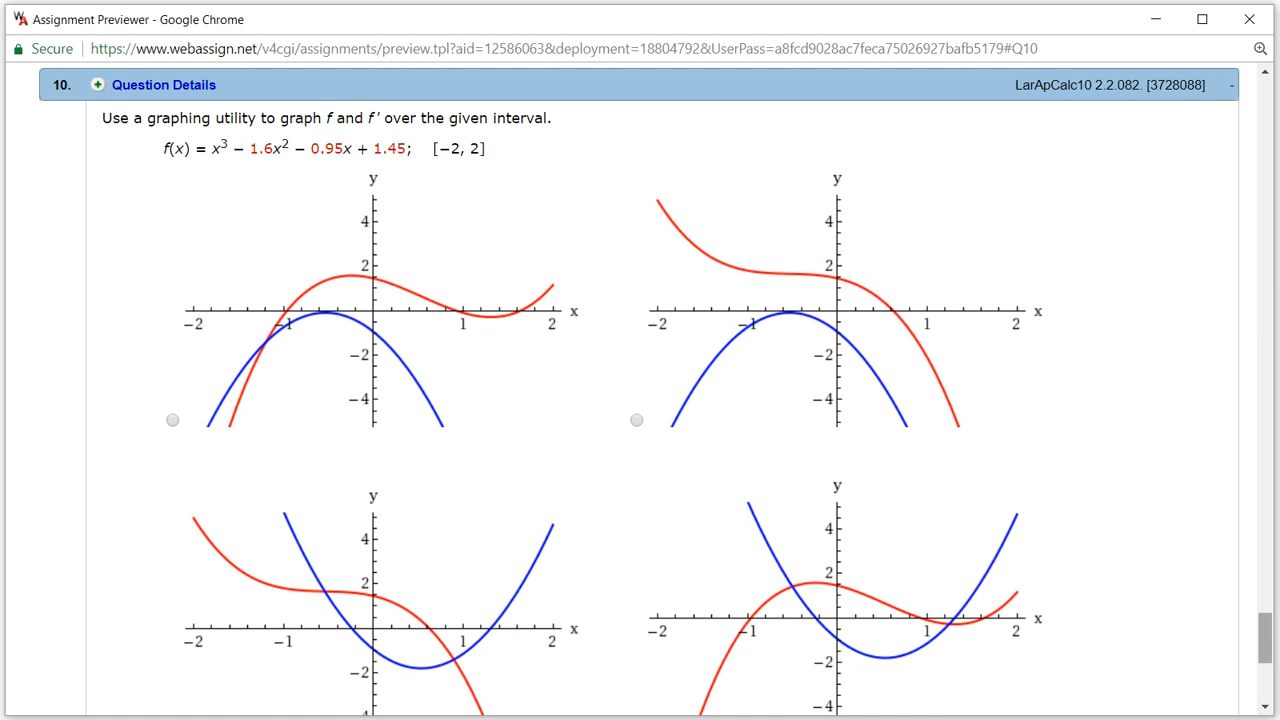 Assignment Previewer - Google Chrome
Secure https://www.webassign.net/v4cgi/assignments/preview.tpl?aid=12586063&deployment=18804792&UserPass=a8fcd9028ac7feca75026927bafb5179#Q10
10. Question Details LarApCalc10 2.2.082. [3728088] -
Use a graphing utility to graph f and f′ over the given interval.
f(x) = x³ − 1.6x² − 0.95x + 1.45; [−2, 2]
y y
4 4
2 2
x x
−2 −1 1 2 −2 −1 1 2
−2 −2
−4 −4
y y
4 4
2 2
x x
−2 −1 1 2 −2 −1 1 2
−2 −2
−4